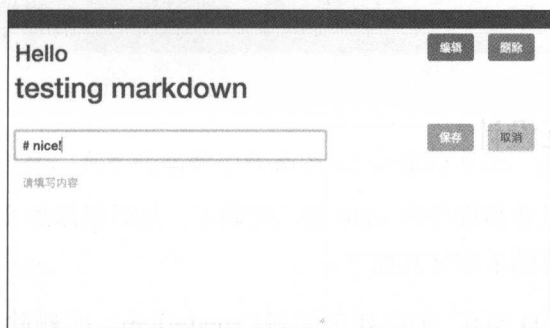 Hello
编辑 删除
testing markdown
# nice!
保存 取消
请填写内容